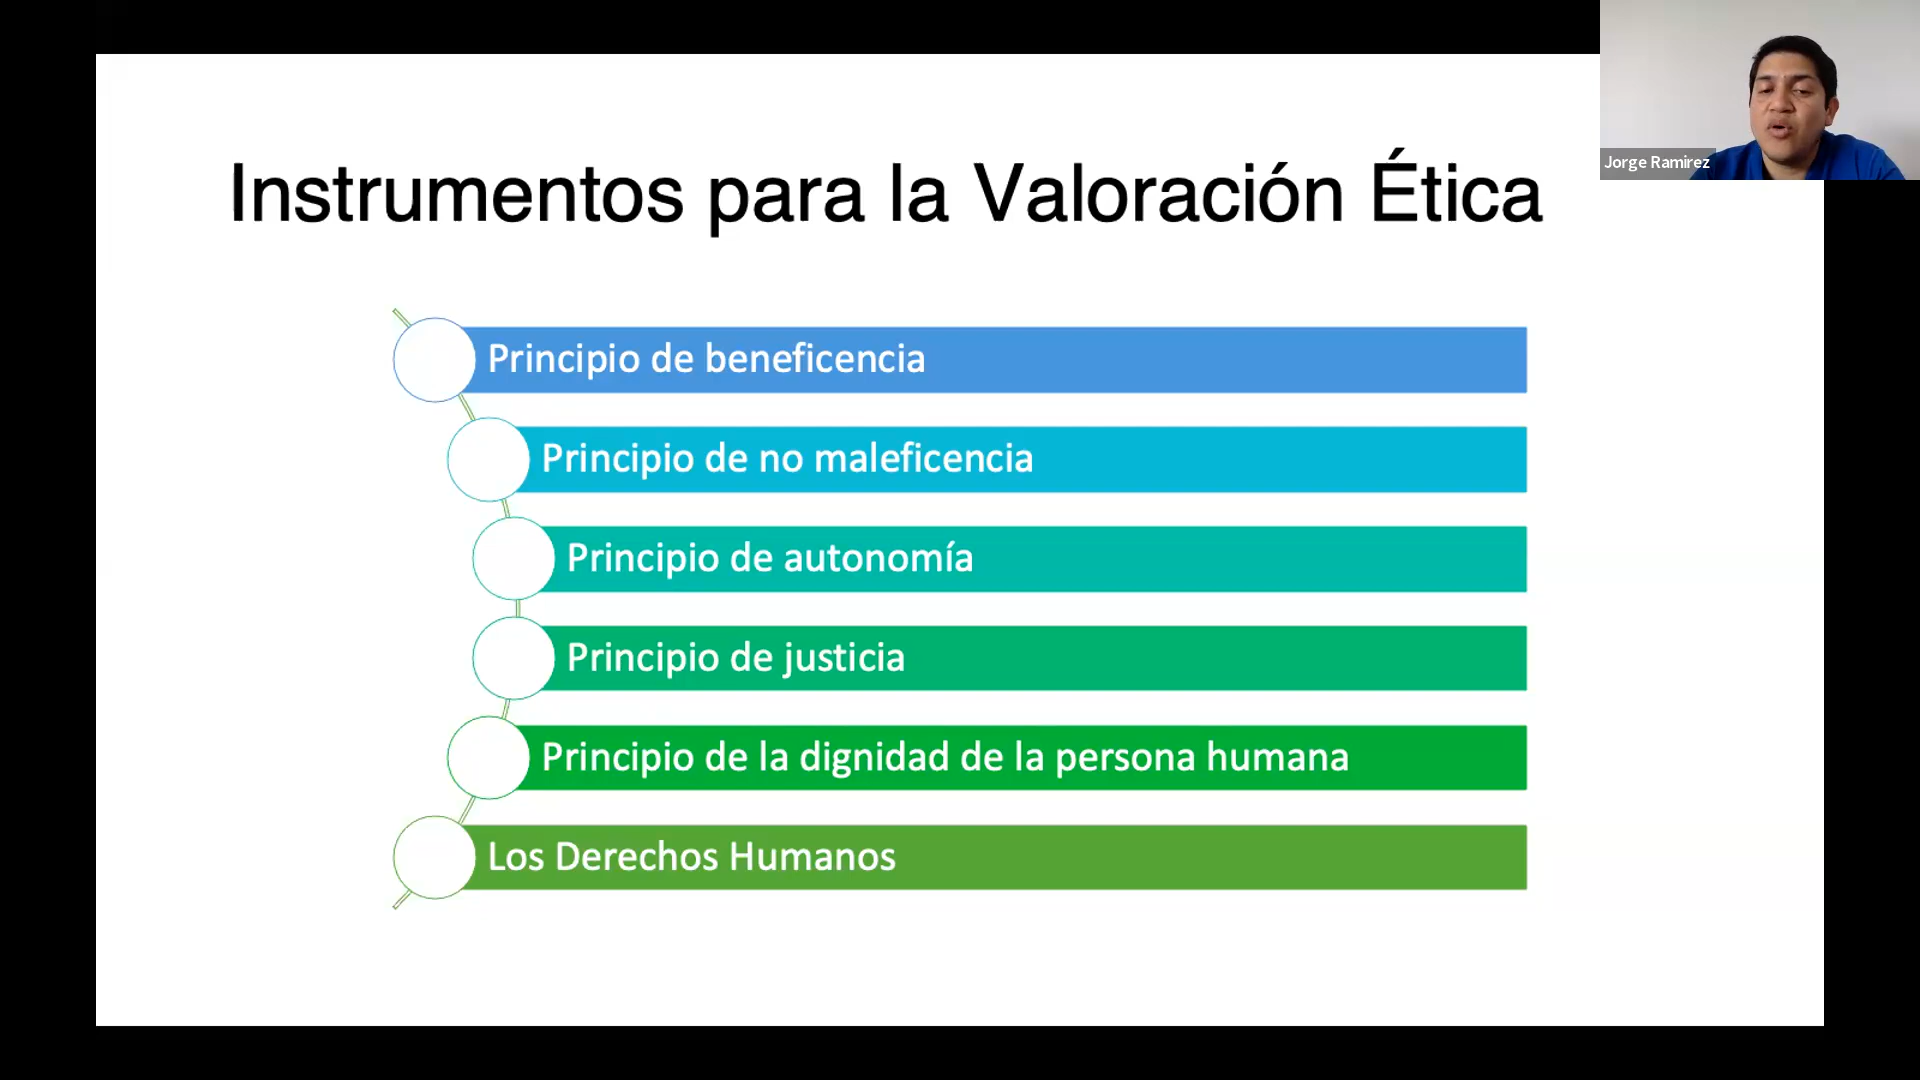 Instrumentos para la Valoración Ética
Jorge Ramirez
Principio de beneficencia
Principio de no maleficencia
Principio de autonomía
Principio de justicia
Principio de la dignidad de la persona humana
Los Derechos Humanos